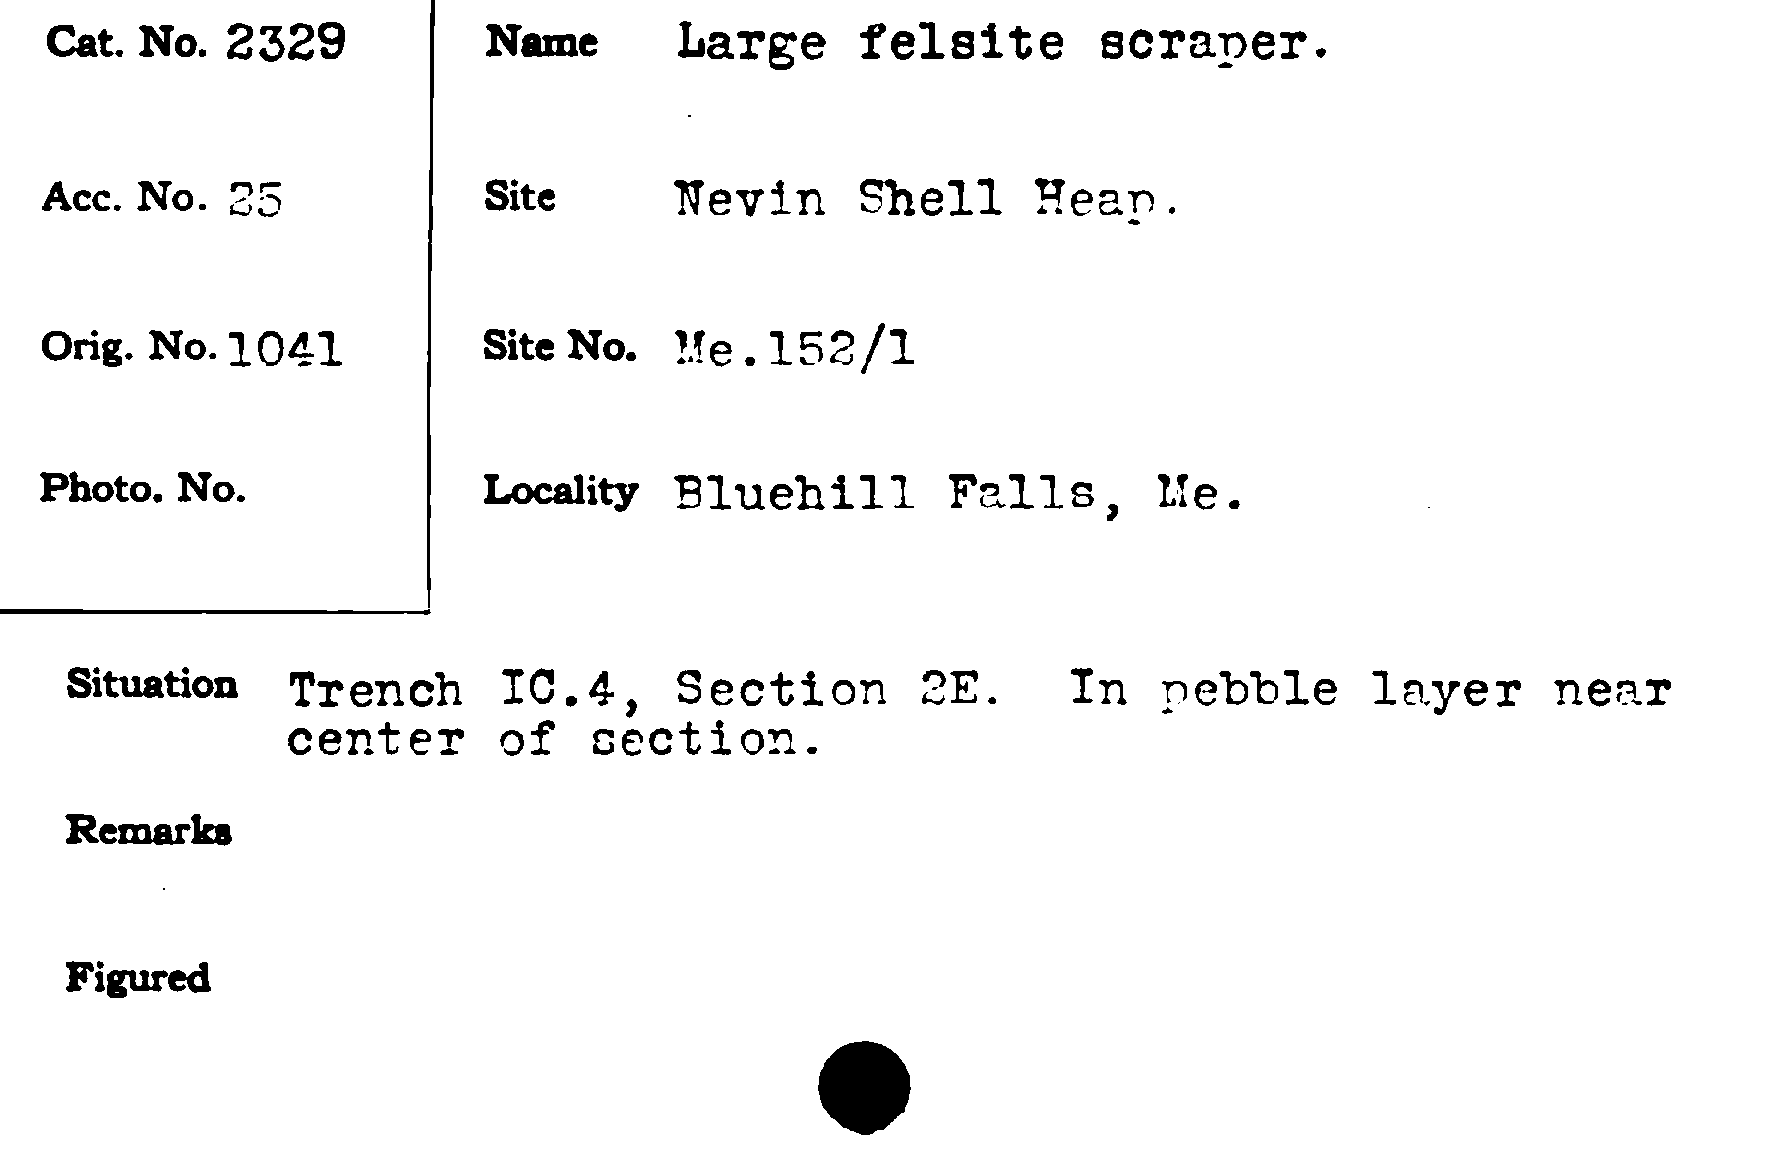 Cat. No. 2329
Name Large felsite scraper.
Acc. No. 25
Site Nevin Shell Heap.
Orig. No. 1041
Site No. Me.152/1
Photo. No.
Locality Bluehill Falls, Me.
Situation Trench IC.4, Section 2E. In pebble layer near
center of section.
Remarks
Figured